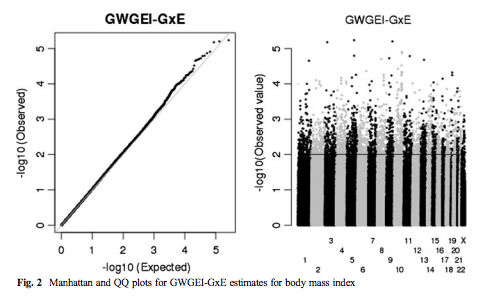 GWGEI-GxE
GWGEI-GxE
-log10 (Observed)
5
4
3
2
1
0
0 1 2 3 4 5
-log10 (Expected)
-log10 (Observed value)
5
4
3
2
1
0
3 7 11 15 19 X
4 8 12 16 20
1 5 9 13 17 21
2 6 10 14 18 22
Fig. 2 Manhattan and QQ plots for GWGEI-GxE estimates for body mass index